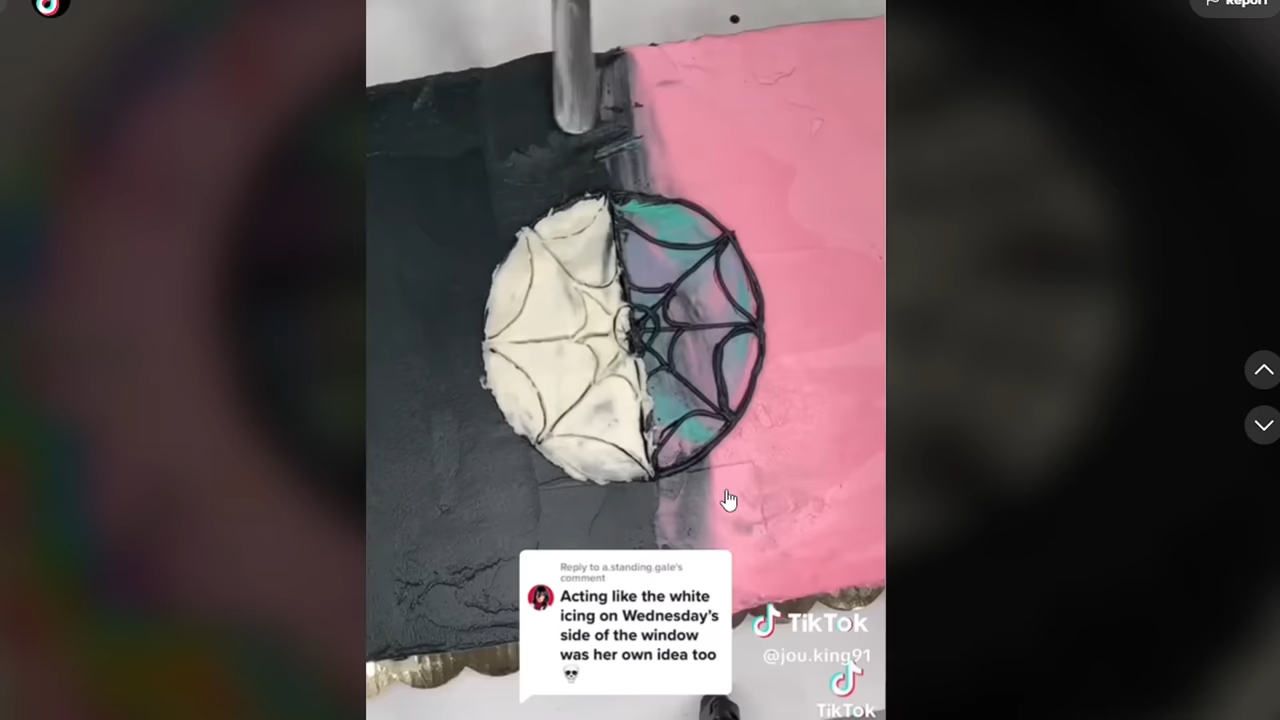 Report
Reply to a.standing.gale's
comment
Acting like the white
icing on Wednesday's
side of the window
was her own idea too
💀
TikTok
@jou.king91
TikTok